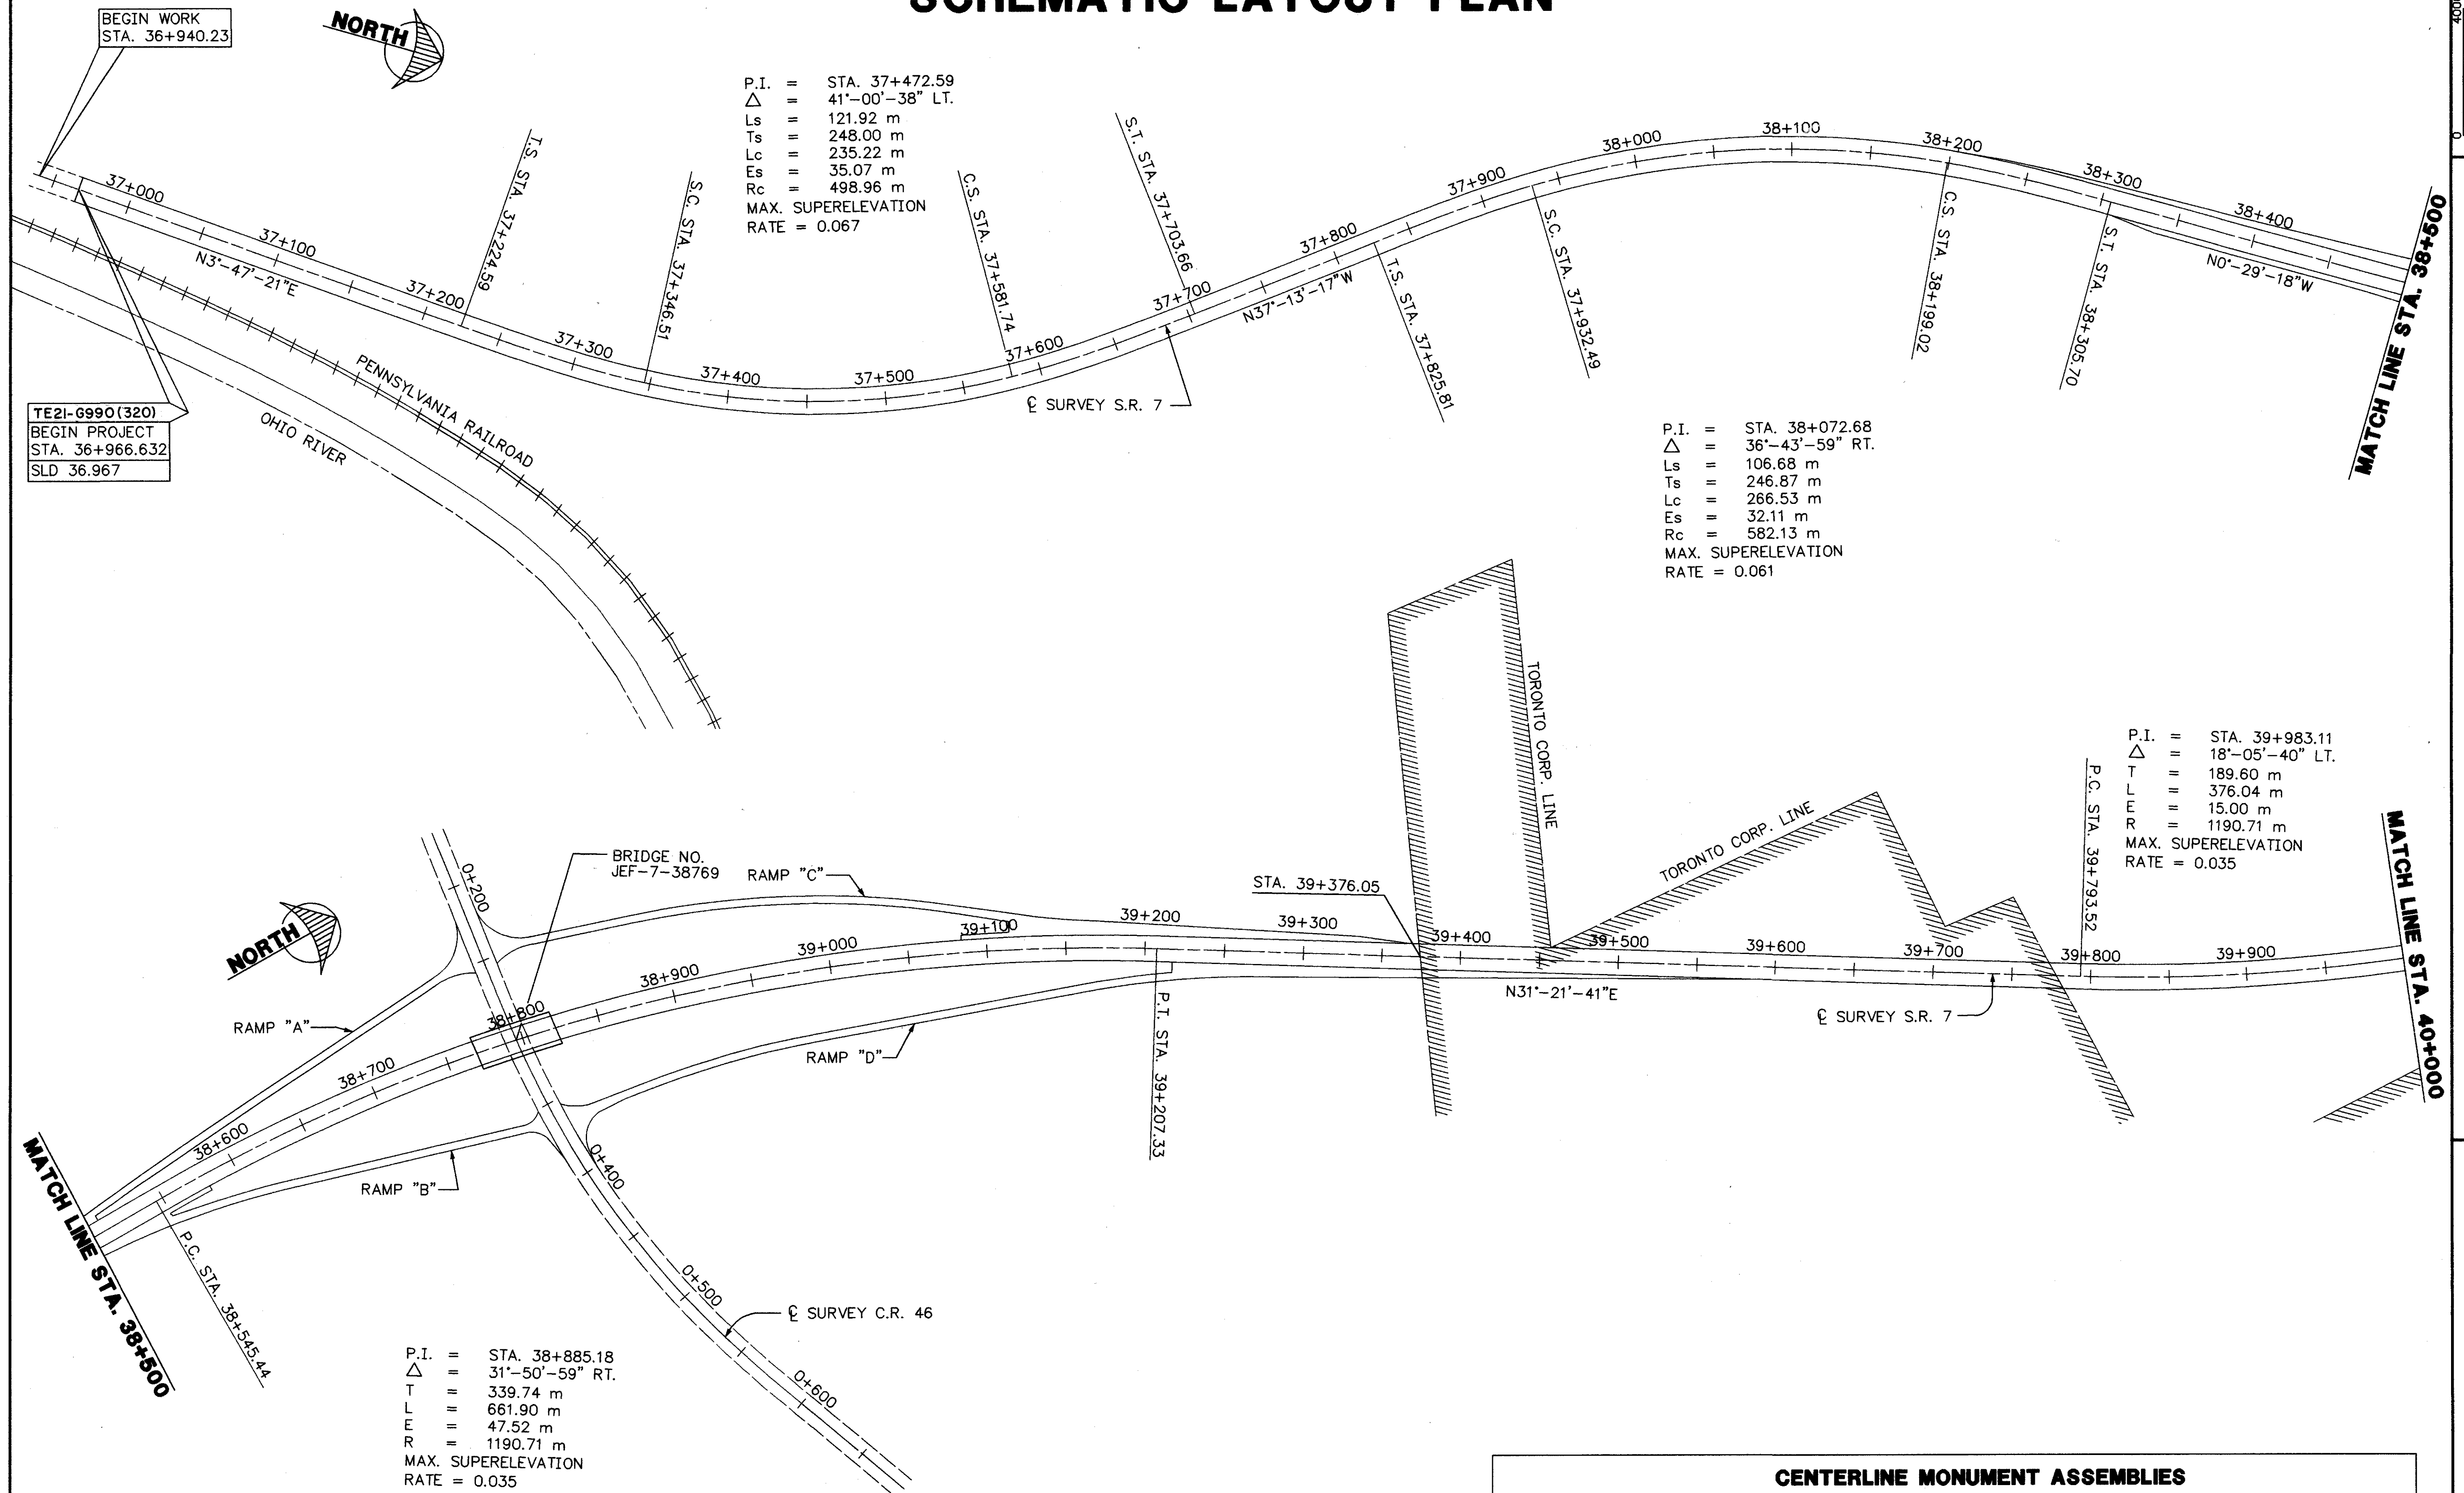 SCHEMATIC LAYOUT PLAN
BEGIN WORK
STA. 36+940.23
NORTH
P.I. = STA. 37+472.59
△ = 41°-00'-38" LT.
Ls = 121.92 m
Ts = 248.00 m
Lc = 235.22 m
Es = 35.07 m
Rc = 498.96 m
MAX. SUPERELEVATION
RATE = 0.067
37+000
37+100
37+200
37+300
37+400
37+500
37+600
37+700
37+800
37+900
38+000
38+100
38+200
38+300
38+400
N3°-47'-21"E
T.S. STA. 37+224.59
S.C. STA. 37+346.51
C.S. STA. 37+581.74
S.T. STA. 37+703.66
N37°-13'-17"W
T.S. STA. 37+825.81
S.C. STA. 37+932.49
C.S. STA. 38+199.02
S.T. STA. 38+305.70
N0°-29'-18"W
MATCH LINE STA. 38+500
℄ SURVEY S.R. 7
PENNSYLVANIA RAILROAD
OHIO RIVER
TE21-G990(320)
BEGIN PROJECT
STA. 36+966.632
SLD 36.967
P.I. = STA. 38+072.68
△ = 36°-43'-59" RT.
Ls = 106.68 m
Ts = 246.87 m
Lc = 266.53 m
Es = 32.11 m
Rc = 582.13 m
MAX. SUPERELEVATION
RATE = 0.061
TORONTO CORP. LINE
TORONTO CORP. LINE
P.I. = STA. 39+983.11
△ = 18°-05'-40" LT.
T = 189.60 m
L = 376.04 m
E = 15.00 m
R = 1190.71 m
MAX. SUPERELEVATION
RATE = 0.035
P.C. STA. 39+793.52
MATCH LINE STA. 40+000
NORTH
0+200
BRIDGE NO.
JEF-7-38769
RAMP "C"
STA. 39+376.05
38+600
38+700
38+800
38+900
39+000
39+100
39+200
39+300
39+400
39+500
39+600
39+700
39+800
39+900
N31°-21'-41"E
℄ SURVEY S.R. 7
RAMP "A"
RAMP "D"
RAMP "B"
P.T. STA. 39+207.33
0+400
0+500
0+600
℄ SURVEY C.R. 46
MATCH LINE STA. 38+500
P.C. STA. 38+545.44
P.I. = STA. 38+885.18
△ = 31°-50'-59" RT.
T = 339.74 m
L = 661.90 m
E = 47.52 m
R = 1190.71 m
MAX. SUPERELEVATION
RATE = 0.035
CENTERLINE MONUMENT ASSEMBLIES
0